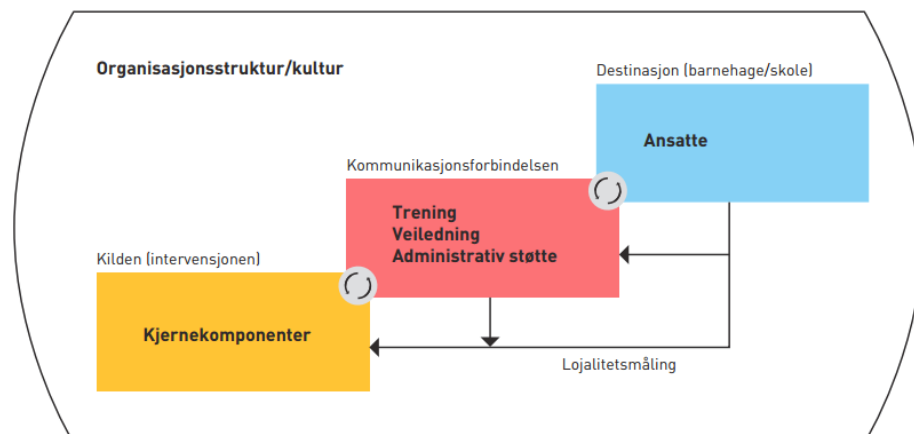 Organisasjonsstruktur/kultur
Destinasjon (barnehage/skole)
Ansatte
Kommunikasjonsforbindelsen
Trening
Veiledning
Administrativ støtte
Kilden (intervensjonen)
Kjernekomponenter
Lojalitetsmåling